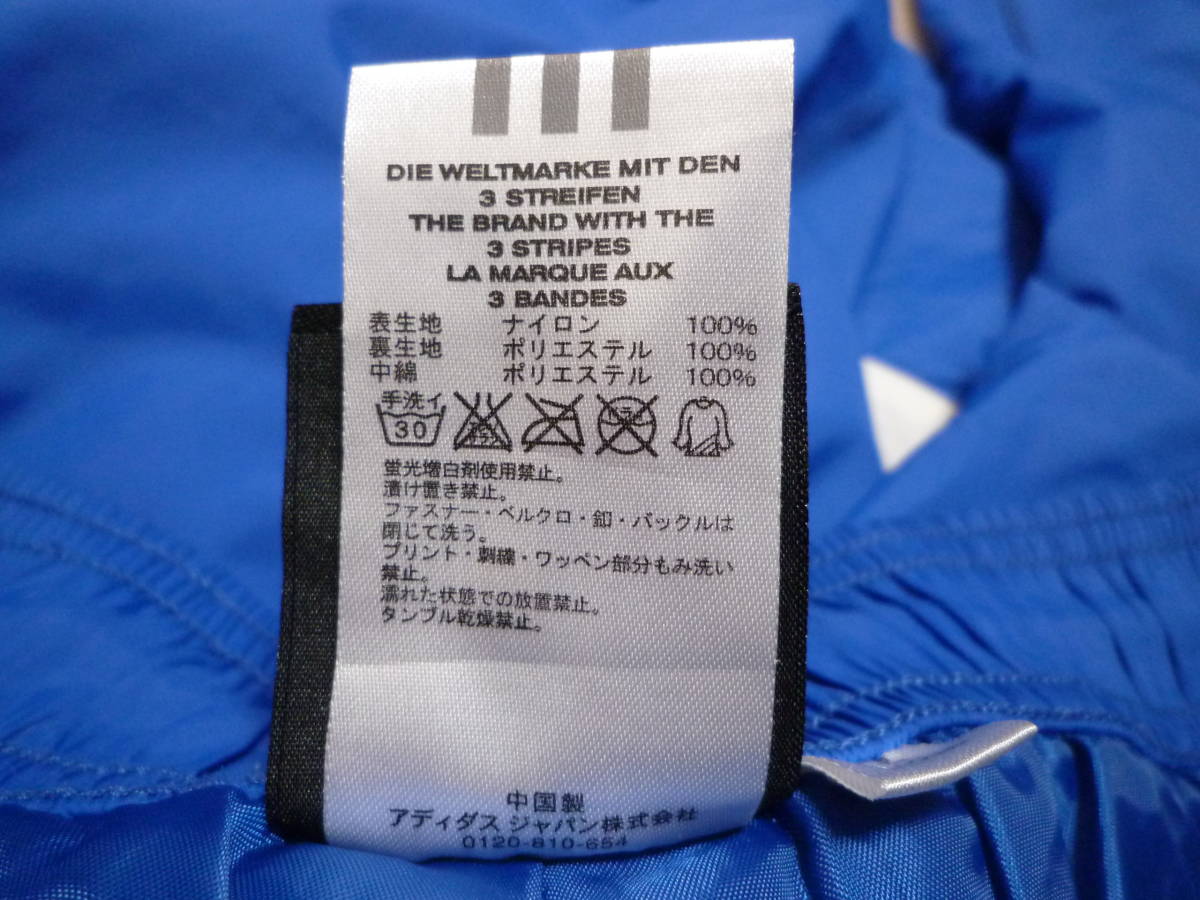 DIE WELTMARKE MIT DEN
3 STREIFEN
THE BRAND WITH THE
3 STRIPES
LA MARQUE AUX
3 BANDES
表生地 ナイロン 100%
裏生地 ポリエステル 100%
中綿 ポリエステル 100%
手洗イ
30
蛍光増白剤使用禁止。
漬け置き禁止。
ファスナー・ベルクロ・釦・バックルは
閉じて洗う。
プリント・刺繍・ワッペン部分もみ洗い
禁止。
濡れた状態での放置禁止。
タンブル乾燥禁止。
中国製
アディダス ジャパン株式会社
0120-810-654